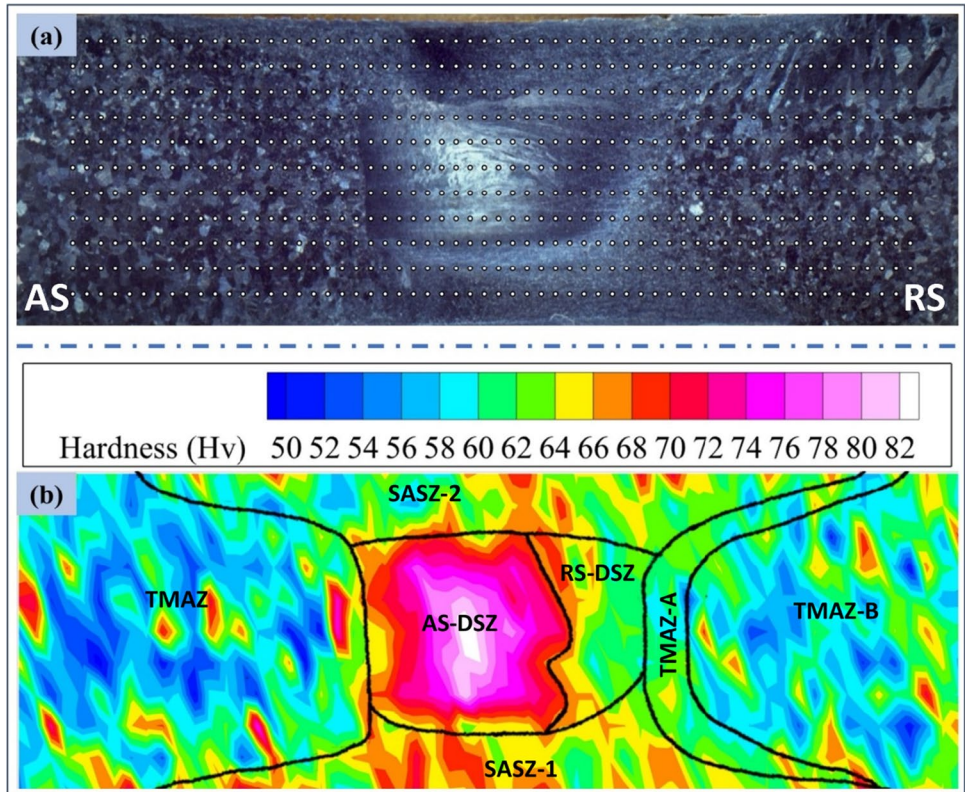 (a)
AS RS
Hardness (Hv) 50 52 54 56 58 60 62 64 66 68 70 72 74 76 78 80 82
(b)
SASZ-2
RS-DSZ
TMAZ
AS-DSZ
TMAZ-A
TMAZ-B
SASZ-1